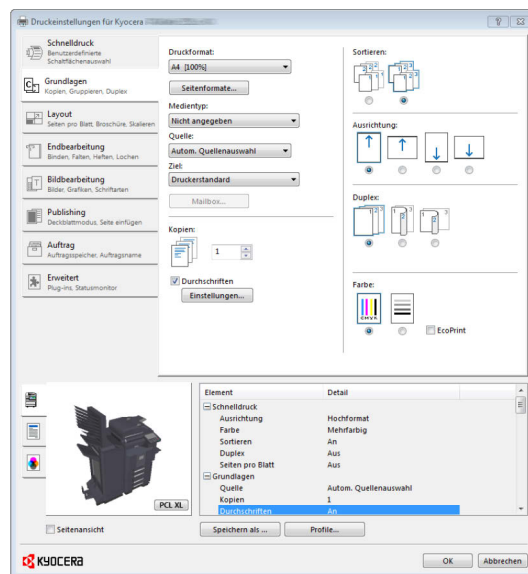 Druckeinstellungen für Kyocera
Schnelldruck
Benutzerdefinierte
Schaltflächenauswahl
Grundlagen
Kopien, Gruppieren, Duplex
Layout
Seiten pro Blatt, Broschüre, Skalieren
Endbearbeitung
Binden, Falten, Heften, Lochen
Bildbearbeitung
Bilder, Grafiken, Schriftarten
Publishing
Deckblattmodus, Seite einfügen
Auftrag
Auftragsspeicher, Auftragsname
Erweitert
Plug-ins, Statusmonitor
Druckformat:
A4 [100%]
Seitenformate...
Medientyp:
Nicht angegeben
Quelle:
Autom. Quellenauswahl
Ziel:
Druckerstandard
Mailbox...
Kopien:
1
Durchschriften
Einstellungen...
Sortieren:
Ausrichtung:
Duplex:
Farbe:
CMYK
EcoPrint
PCL XL
Seitenansicht
Element Detail
Schnelldruck
Ausrichtung Hochformat
Farbe Mehrfarbig
Sortieren An
Duplex Aus
Seiten pro Blatt Aus
Grundlagen
Quelle Autom. Quellenauswahl
Kopien 1
Durchschriften An
Speichern als ... Profile...
KYOCERA
OK Abbrechen